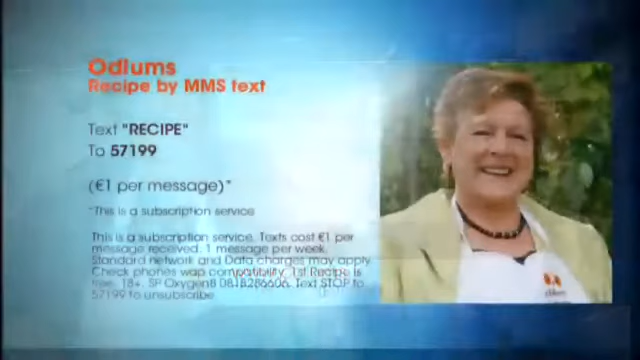 Odlums
Recipe by MMS text
Text "RECIPE"
To 57199
(€1 per message)*
*This is a subscription service
This is a subscription service. Texts cost €1 per
message received. 1 message per week.
Standard network and Data charges may apply
Check phones wap compatibility. 1st Recipe is
free. 18+. SP Oxygen8 0818286606. Text STOP to
57199 to unsubscribe